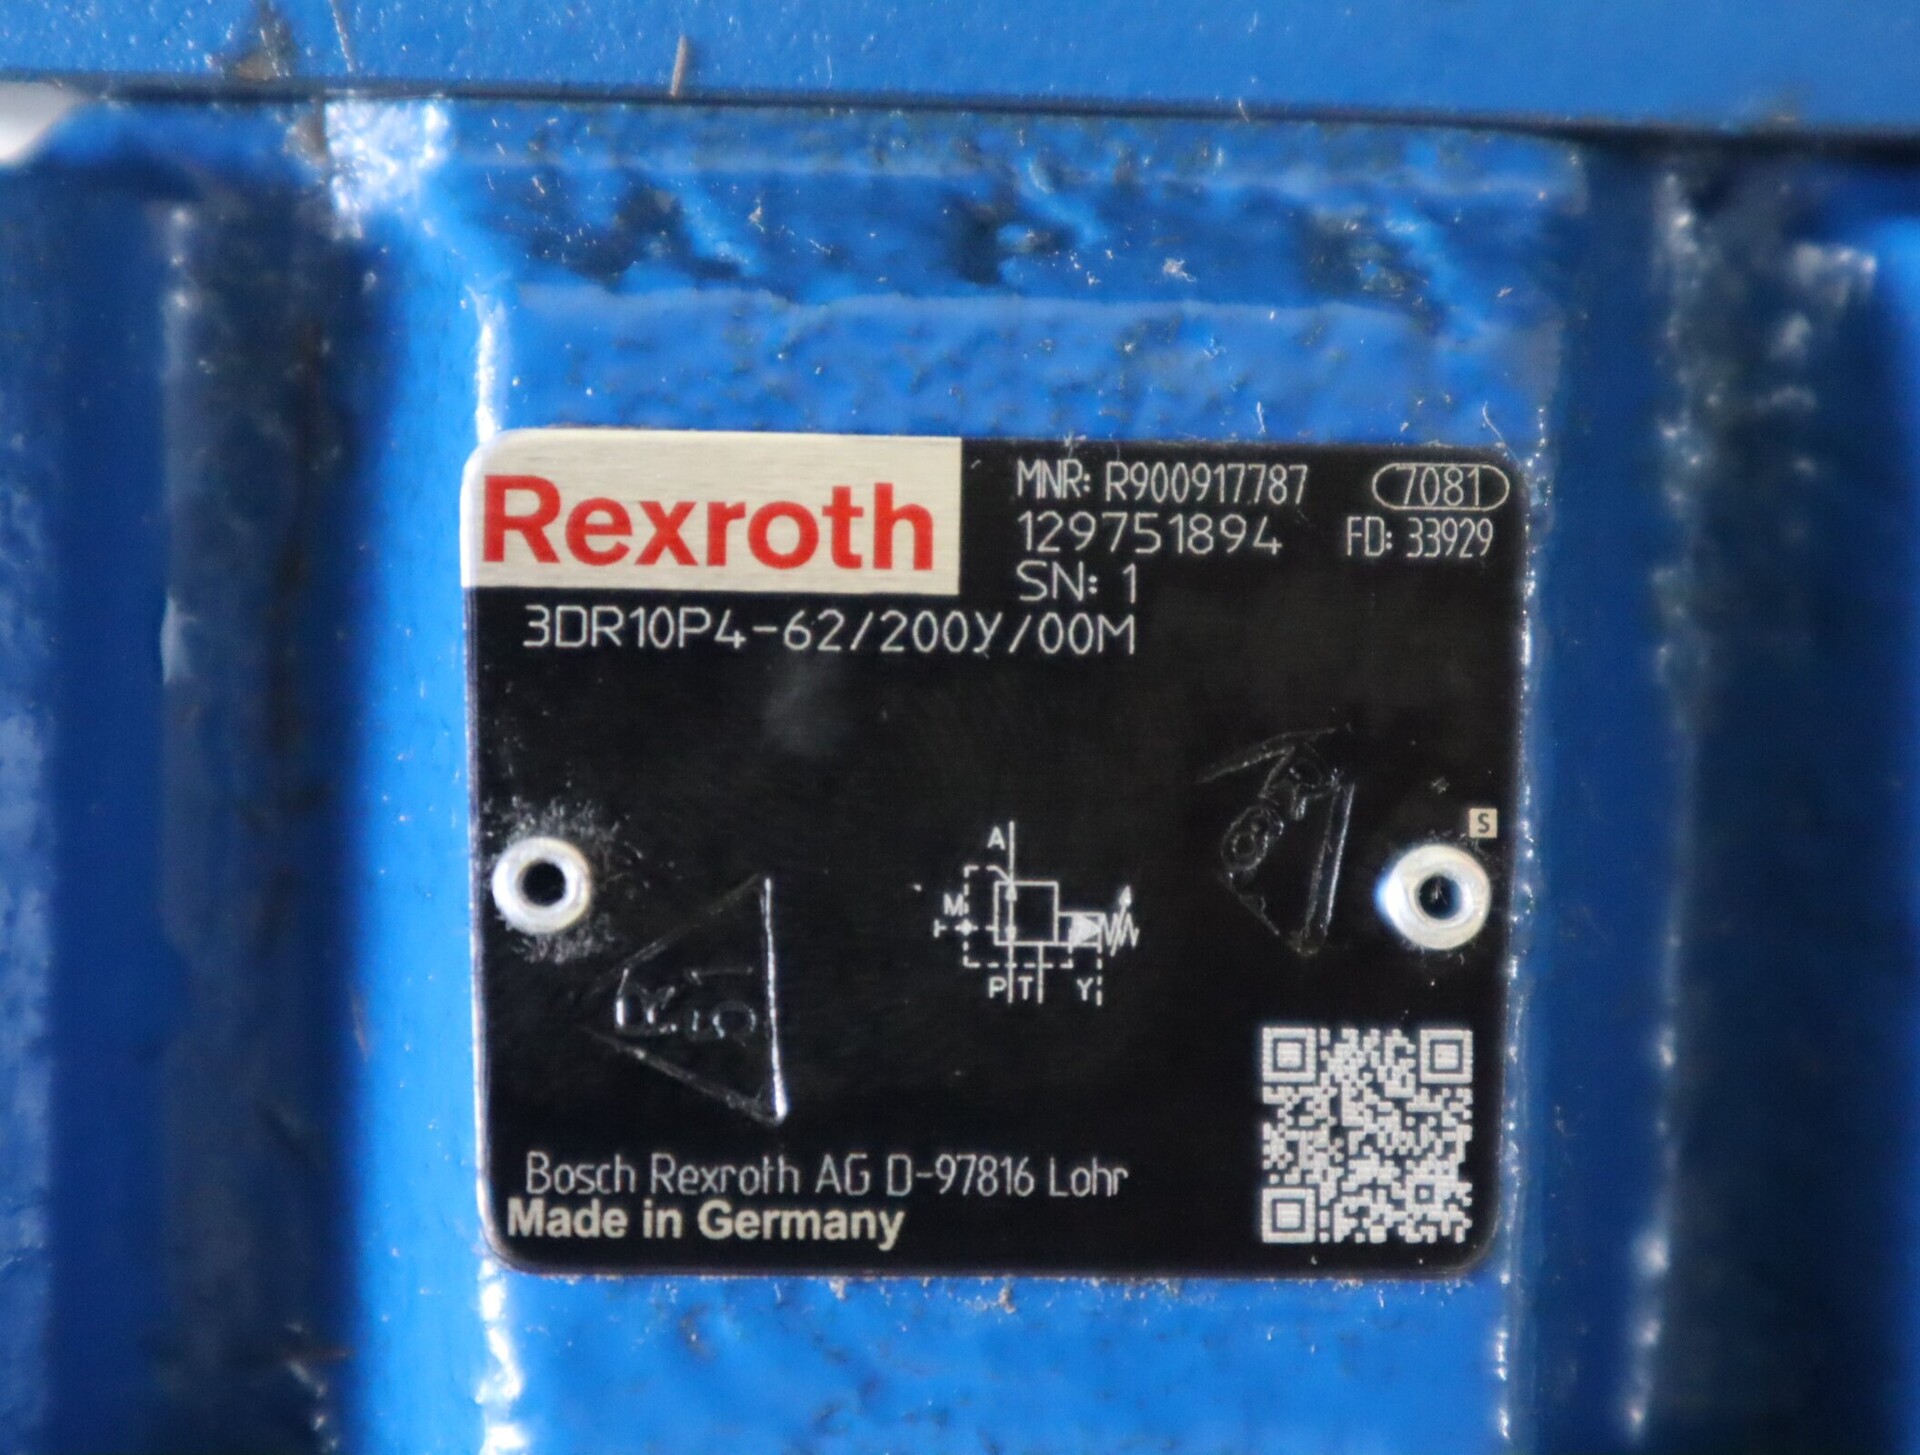 Rexroth
MNR: R900917787
7081
129751894
FD: 33929
SN: 1
3DR10P4-62/200Y/00M
S
A
M
P T Y
R
51
Bosch Rexroth AG D-97816 Lohr
Made in Germany